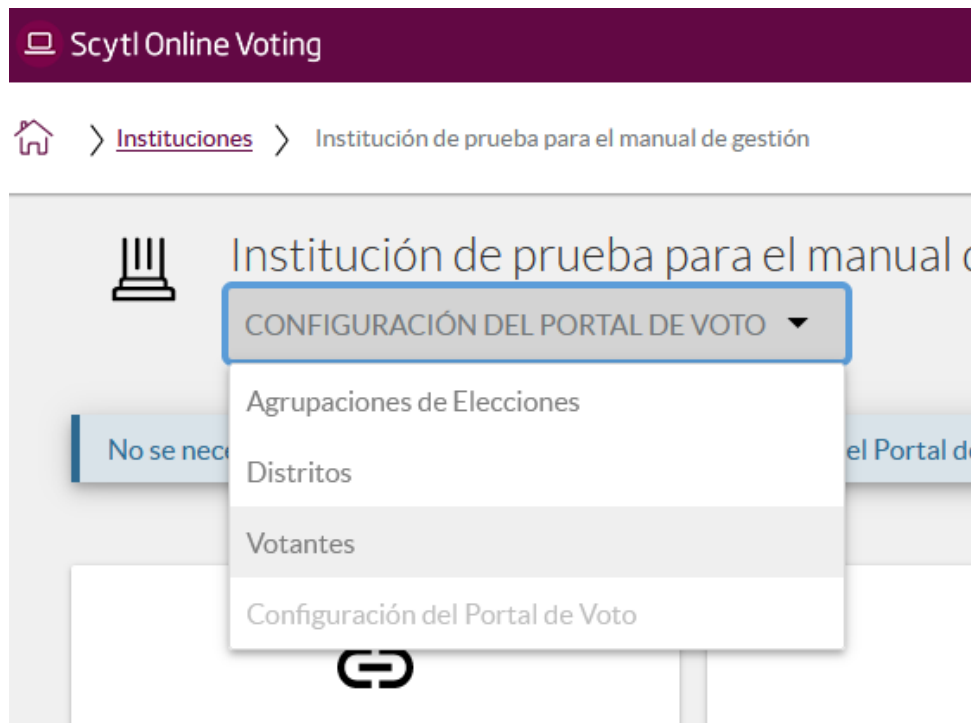 Scytl Online Voting
Instituciones Institución de prueba para el manual de gestión
Institución de prueba para el manual
CONFIGURACIÓN DEL PORTAL DE VOTO
Agrupaciones de Elecciones
No se el Portal
Distritos
Votantes
Configuración del Portal de Voto